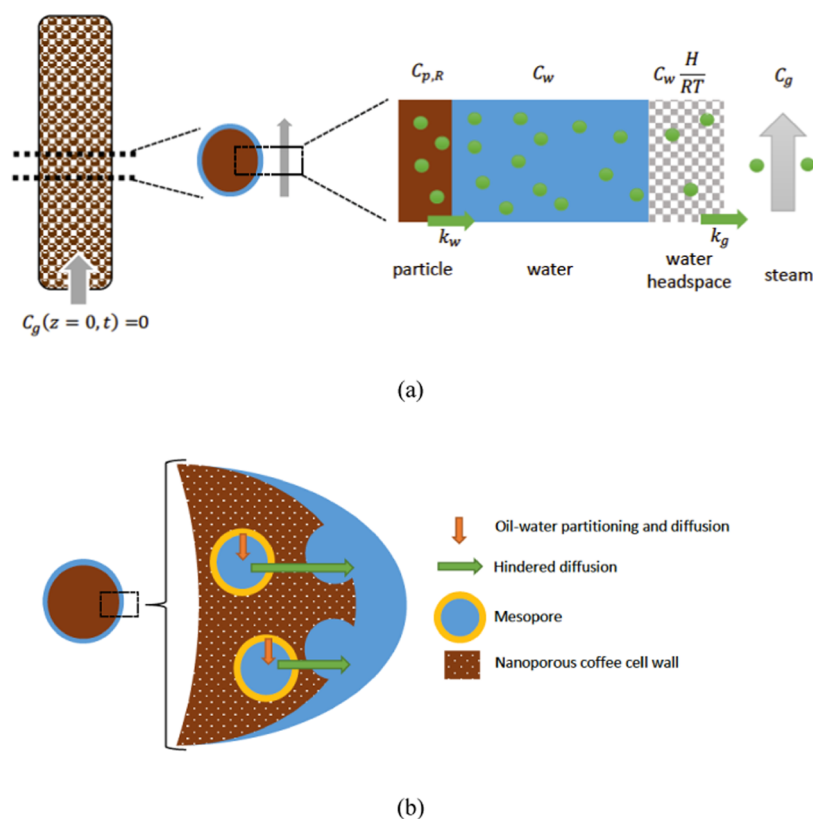 C_{p,R} C_w C_w H/RT C_g
k_w k_g
particle water water headspace steam
C_g(z = 0, t) =0
(a)
Oil-water partitioning and diffusion
Hindered diffusion
Mesopore
Nanoporous coffee cell wall
(b)